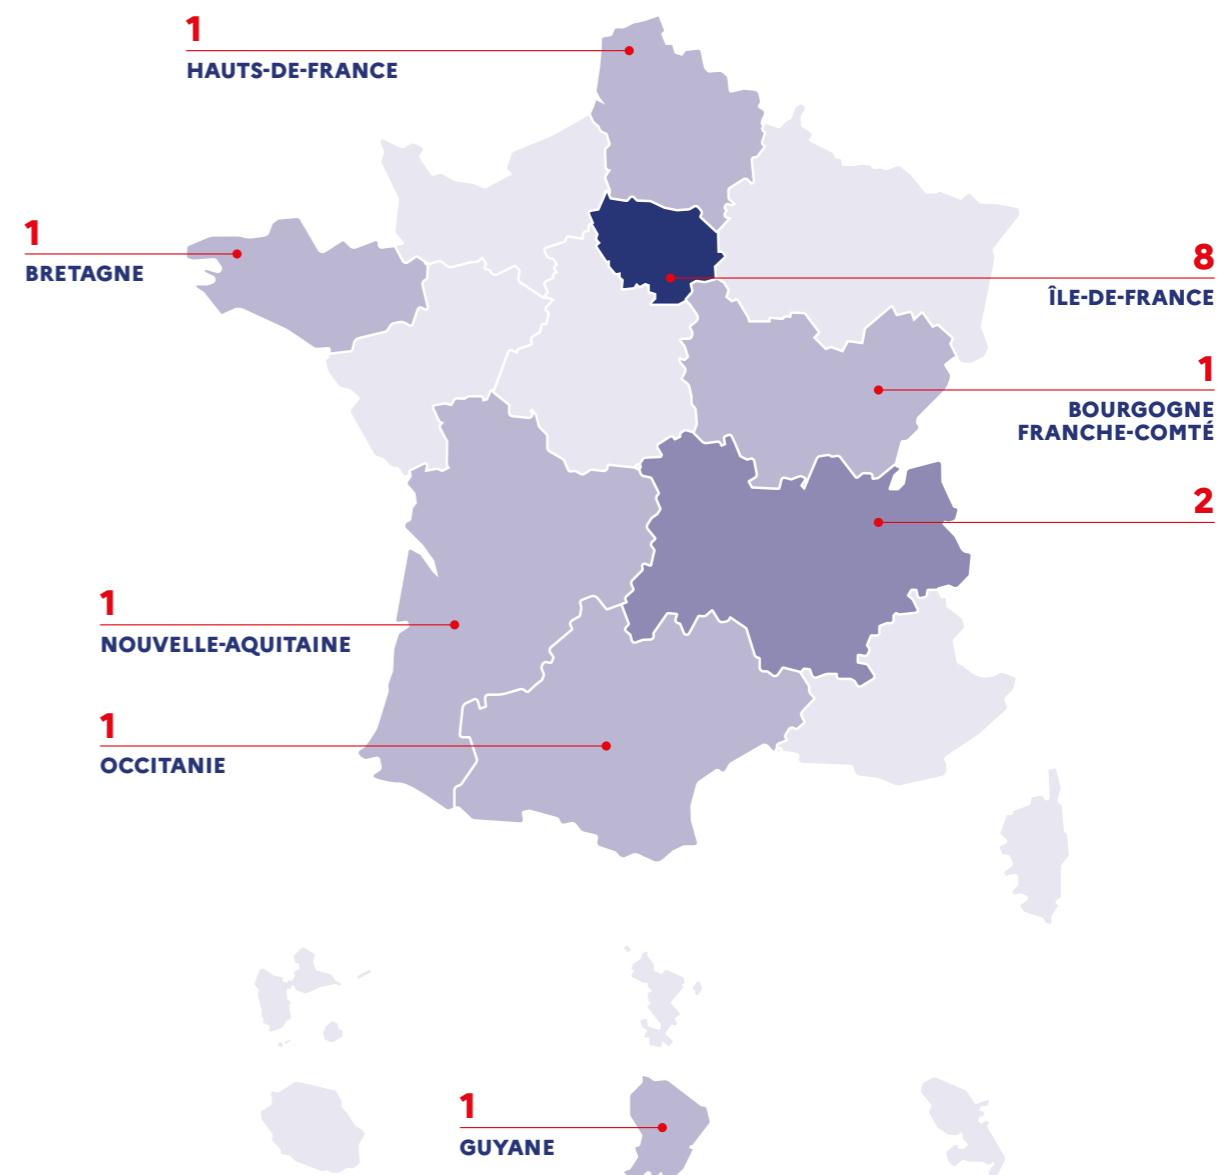 1
HAUTS-DE-FRANCE
1
BRETAGNE
8
ÎLE-DE-FRANCE
1
BOURGOGNE
FRANCHE-COMTÉ
2
1
NOUVELLE-AQUITAINE
1
OCCITANIE
1
GUYANE